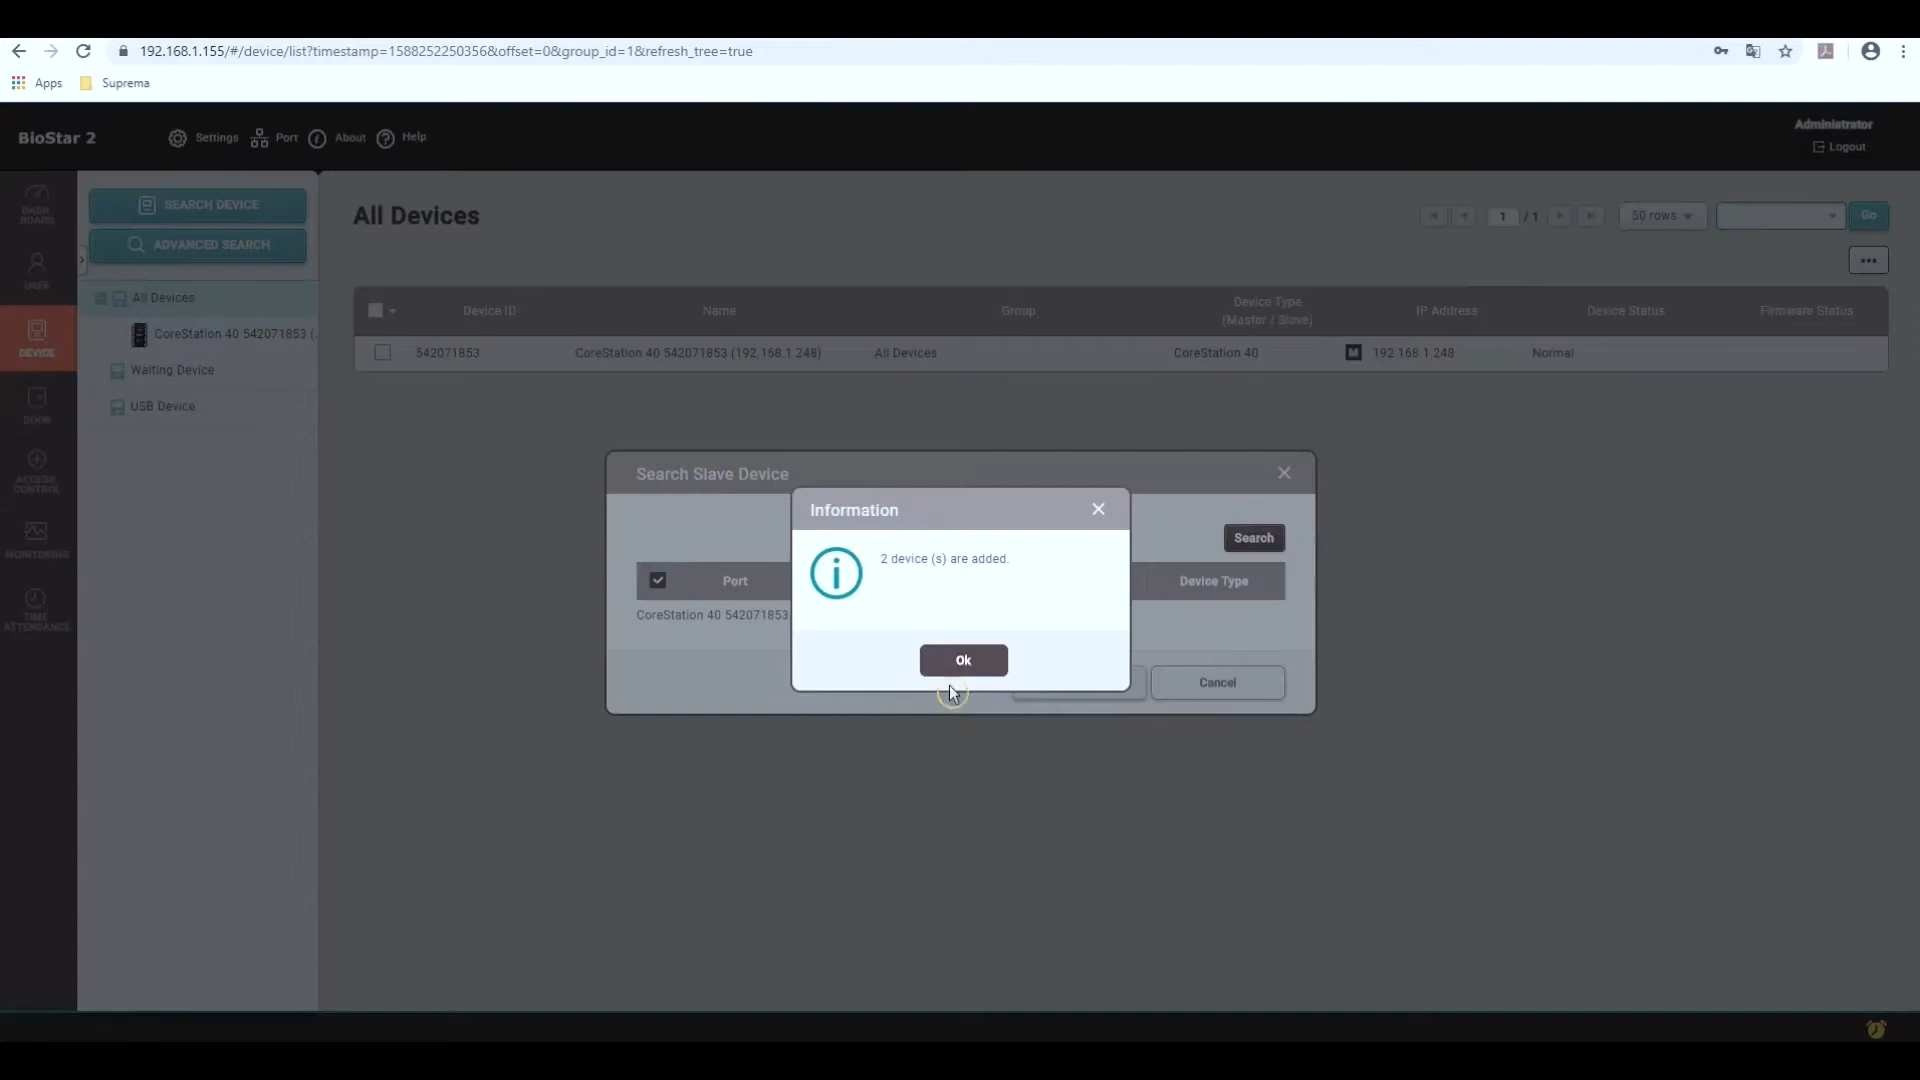 192.168.1.155/#/device/list?timestamp=1588252250356&offset=0&group_id=1&refresh_tree=true
Apps Suprema
BioStar 2 Settings Port About Help
Administrator
Logout
DASH
BOARD
USER
DEVICE
DOOR
ACCESS
CONTROL
MONITORING
TIME
ATTENDANCE
SEARCH DEVICE
ADVANCED SEARCH
All Devices
CoreStation 40 542071853 (.
Waiting Device
USB Device
All Devices
1 / 1 50 rows Go
Device ID Name Group Device Type (Master / Slave) IP Address Device Status Firmware Status
542071853 CoreStation 40 542071853 (192.168.1.248) All Devices CoreStation 40 M 192.168.1.248 Normal
Search Slave Device
Search
Port Device Type
CoreStation 40 542071853
Cancel
Information
2 device (s) are added.
Ok